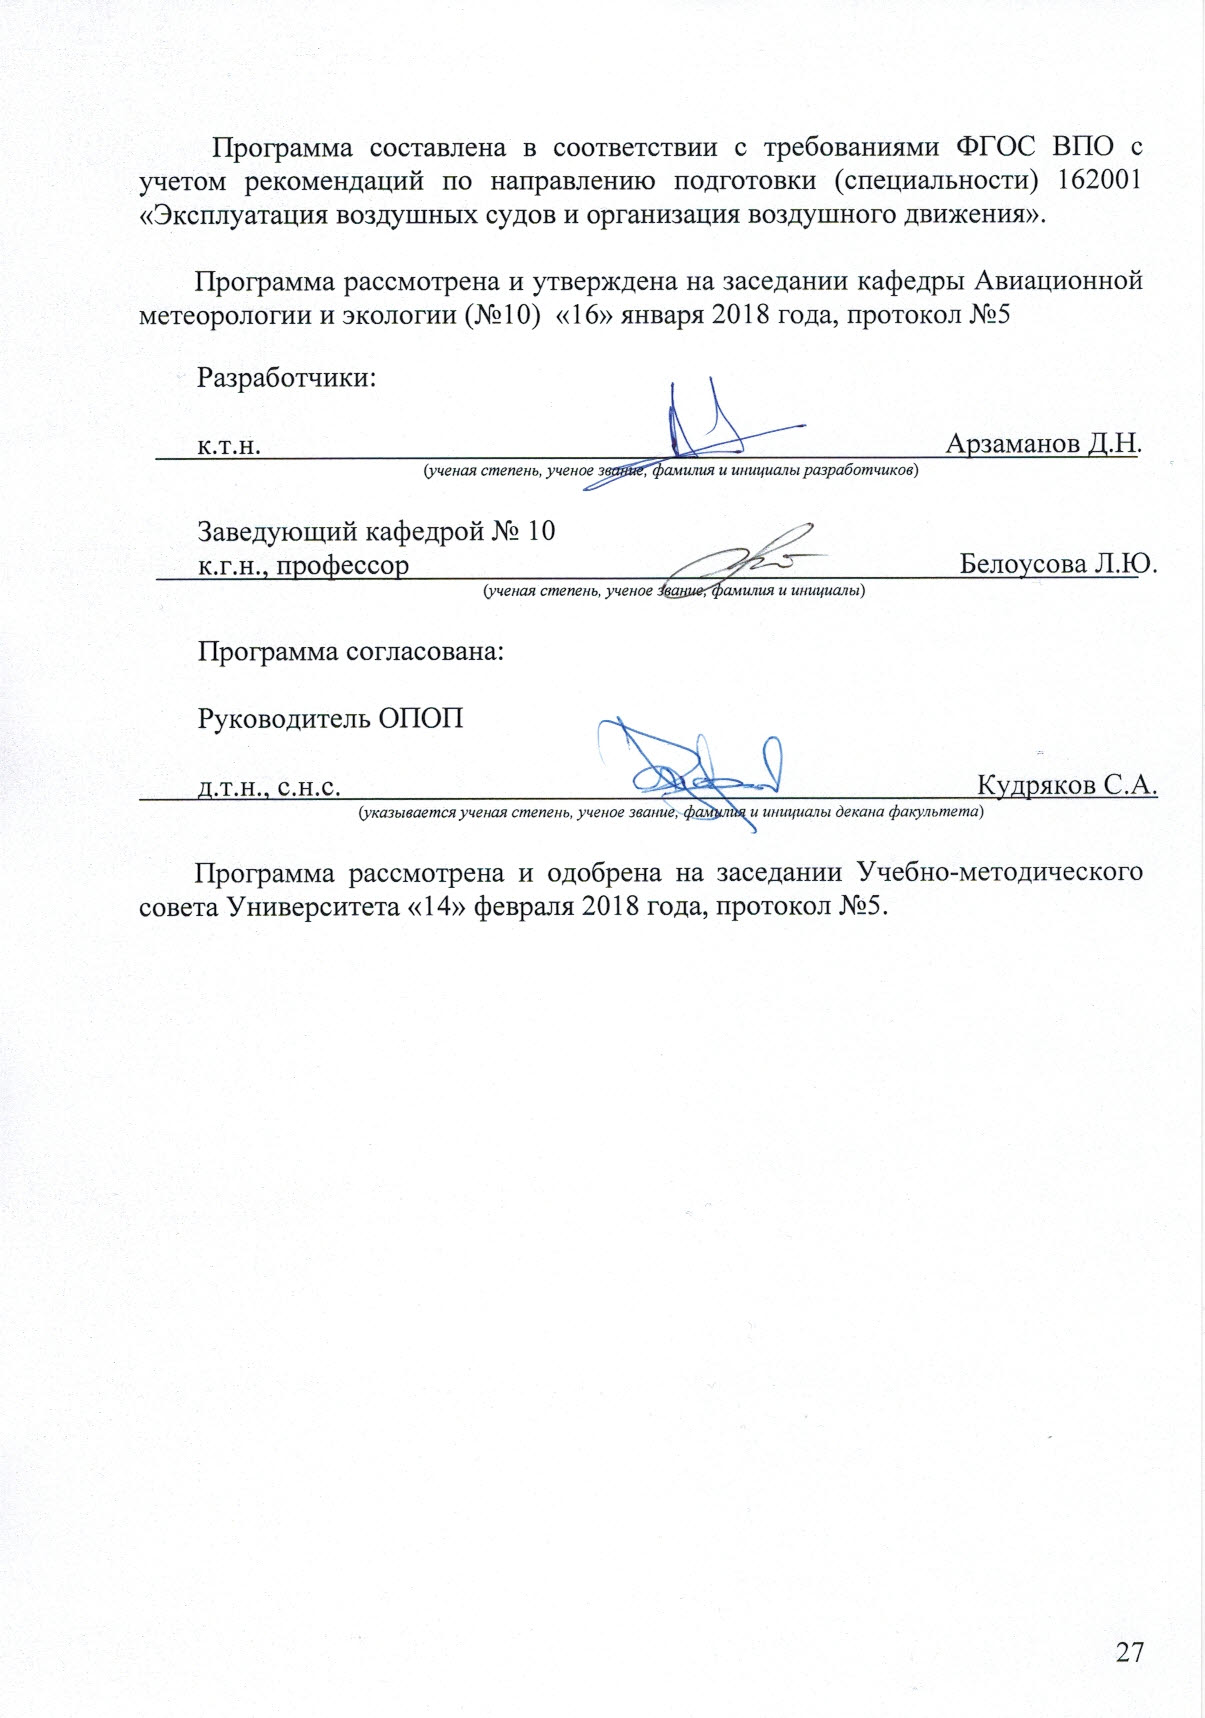 Программа составлена в соответствии с требованиями ФГОС ВПО с
учетом рекомендаций по направлению подготовки (специальности) 162001
«Эксплуатация воздушных судов и организация воздушного движения».
Программа рассмотрена и утверждена на заседании кафедры Авиационной
метеорологии и экологии (№10) «16» января 2018 года, протокол №5
Разработчики:
к.т.н. Арзаманов Д.Н.
(ученая степень, ученое звание, фамилия и инициалы разработчиков)
Заведующий кафедрой № 10
к.г.н., профессор Белоусова Л.Ю.
(ученая степень, ученое звание, фамилия и инициалы)
Программа согласована:
Руководитель ОПОП
д.т.н., с.н.с. Кудряков С.А.
(указывается ученая степень, ученое звание, фамилия и инициалы декана факультета)
Программа рассмотрена и одобрена на заседании Учебно-методического
совета Университета «14» февраля 2018 года, протокол №5.
27